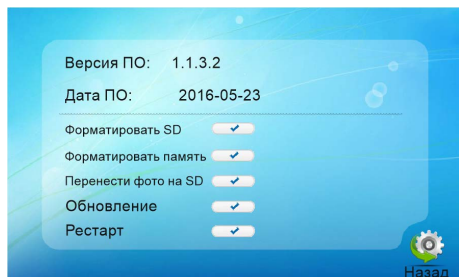 Версия ПО: 1.1.3.2
Дата ПО: 2016-05-23
Форматировать SD
Форматировать память
Перенести фото на SD
Обновление
Рестарт
Назад